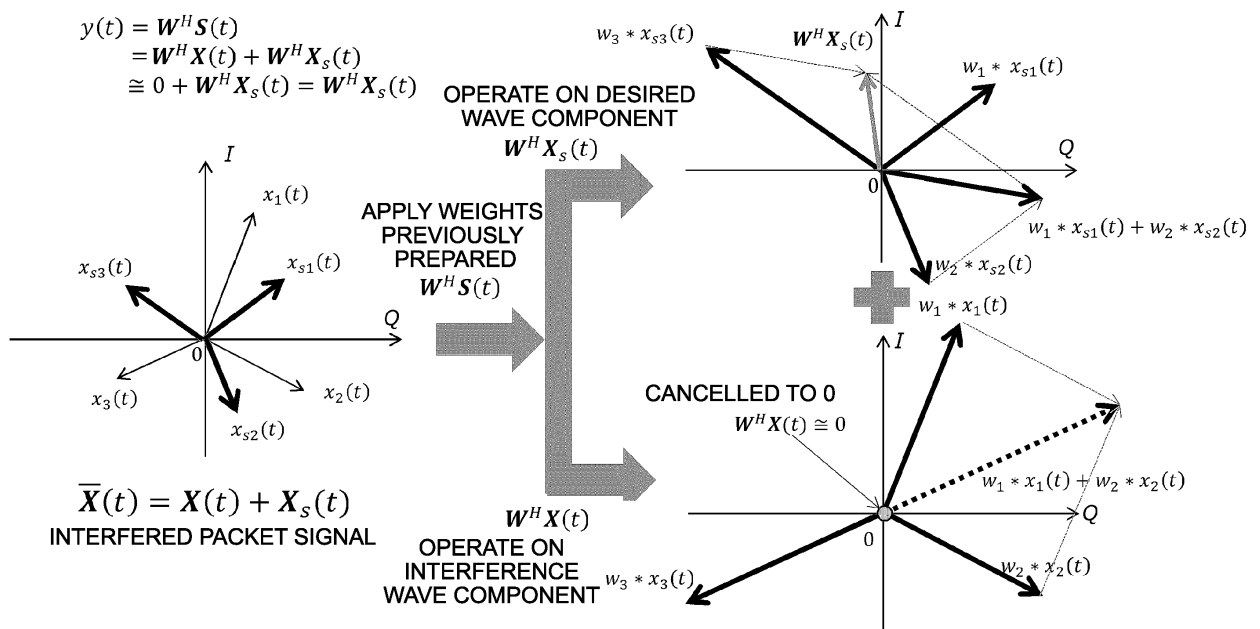 y(t) = W^H S(t)
=W^H X(t) + W^H X_s(t)
≅ 0 + W^H X_s(t) = W^H X_s(t)
I
x_1(t)
x_s3(t)
x_s1(t)
Q
0
x_3(t)
x_2(t)
x_s2(t)
X̅(t) = X(t) + X_s(t)
INTERFERED PACKET SIGNAL
APPLY WEIGHTS
PREVIOUSLY
PREPARED
W^H S(t)
OPERATE ON DESIRED
WAVE COMPONENT
W^H X_s(t)
W^H X(t)
OPERATE ON
INTERFERENCE
WAVE COMPONENT
I
w_3 * x_s3(t)
W^H X_s(t)
w_1 * x_s1(t)
Q
0
w_1 * x_s1(t) + w_2 * x_s2(t)
w_2 * x_s2(t)
w_1 * x_1(t)
I
CANCELLED TO 0
W^H X(t) ≅ 0
w_1 * x_1(t) + w_2 * x_2(t)
Q
0
w_2 * x_2(t)
w_3 * x_3(t)